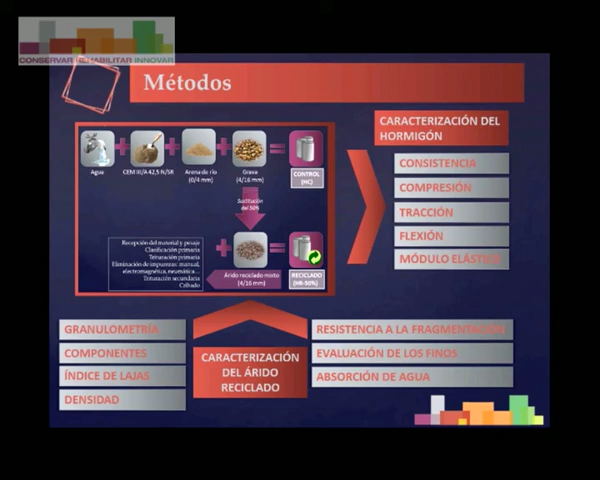 CONSERVAR REHABILITAR INNOVAR
Métodos
CARACTERIZACIÓN DEL
HORMIGÓN
CONSISTENCIA
COMPRESIÓN
TRACCIÓN
FLEXIÓN
MÓDULO ELÁSTICO
Agua
CEM III/A 42,5 N/SR
Arena de río
(0/4 mm)
Grava
(4/16 mm)
CONTROL
(HC)
Sustitución
del 50%
Recepción del material y pesaje
Clasificación primaria
Trituración primaria
Eliminación de impurezas: manual,
electromagnética, neumática...
Trituración secundaria
Cribado
Árido reciclado mixto
(4/16 mm)
RECICLADO
(HR-50%)
GRANULOMETRÍA
COMPONENTES
ÍNDICE DE LAJAS
DENSIDAD
CARACTERIZACIÓN
DEL ÁRIDO
RECICLADO
RESISTENCIA A LA FRAGMENTACIÓN
EVALUACIÓN DE LOS FINOS
ABSORCIÓN DE AGUA